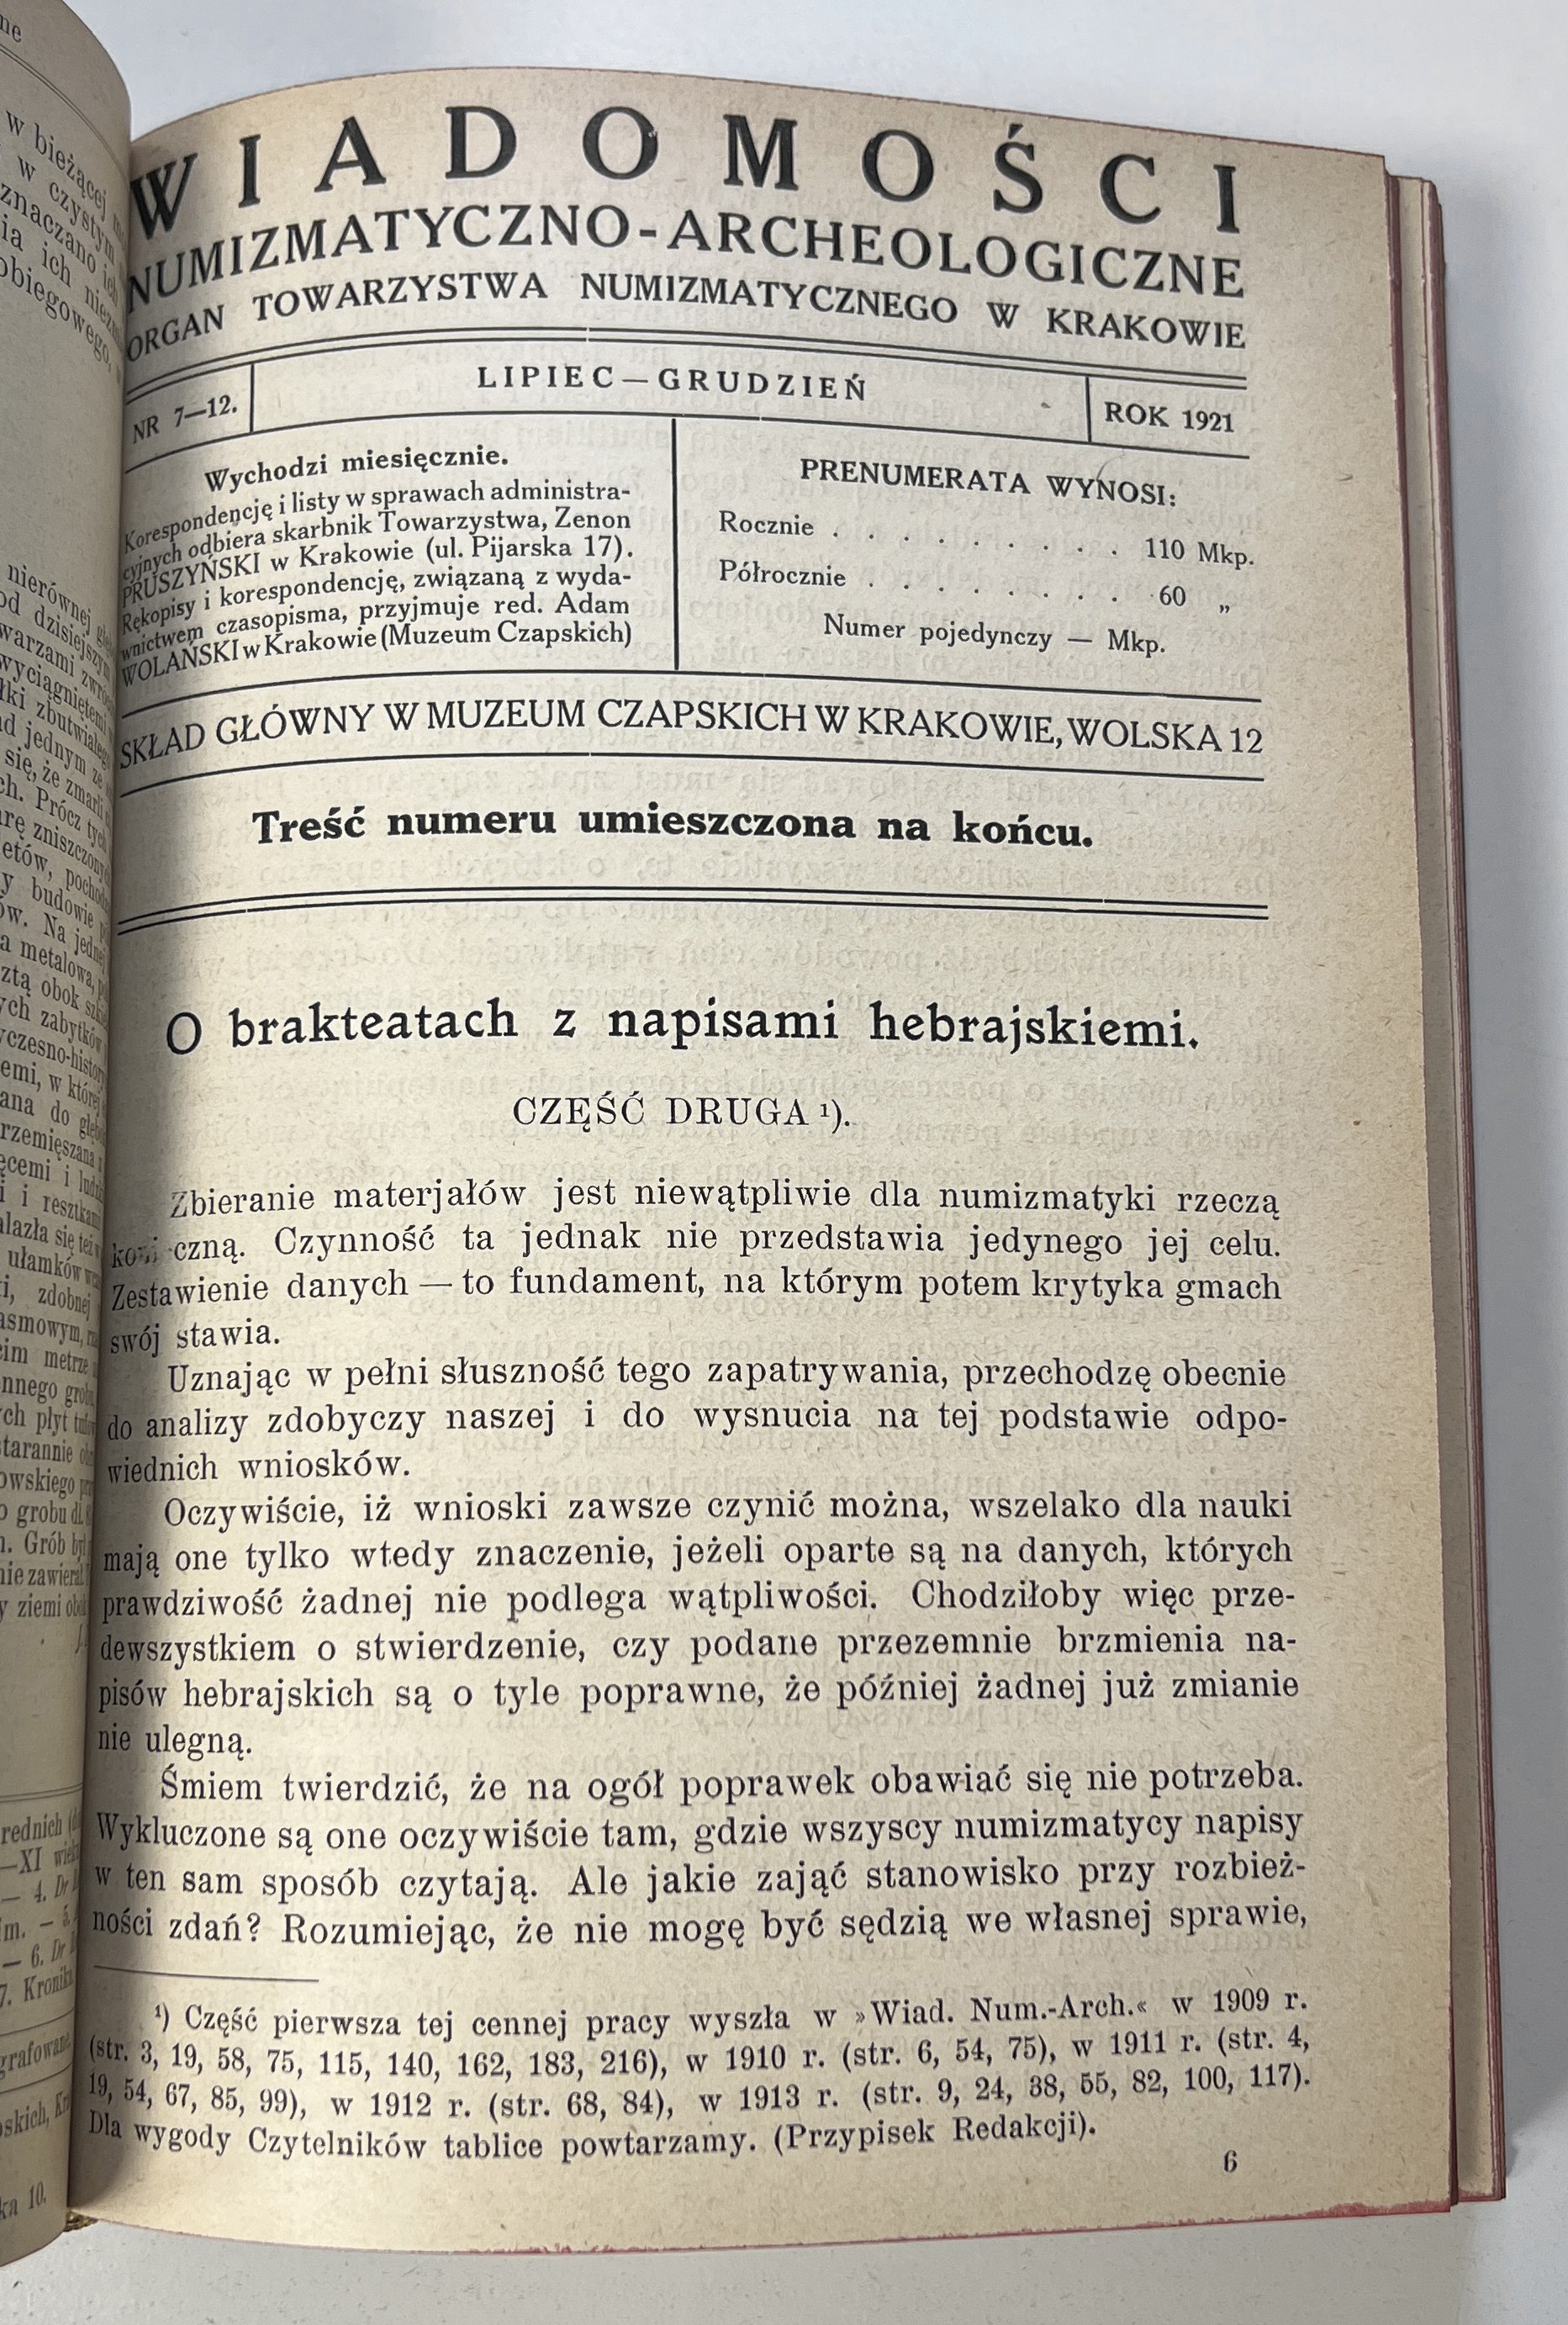 WIADOMOŚCI
NUMIZMATYCZNO-ARCHEOLOGICZNE
ORGAN TOWARZYSTWA NUMIZMATYCZNEGO W KRAKOWIE
NR 7—12.
LIPIEC—GRUDZIEŃ
ROK 1921
Wychodzi miesięcznie.
Korespondencję i listy w sprawach administra-
cyjnych odbiera skarbnik Towarzystwa, Zenon
PRUSZYŃSKI w Krakowie (ul. Pijarska 17).
Rękopisy i korespondencję, związaną z wyda-
wnictwem czasopisma, przyjmuje red. Adam
WOLAŃSKI w Krakowie (Muzeum Czapskich)
PRENUMERATA WYNOSI:
Rocznie . . . . . . . . . . 110 Mkp.
Półrocznie . . . . . . . . 60 „
Numer pojedynczy — Mkp.
SKŁAD GŁÓWNY W MUZEUM CZAPSKICH W KRAKOWIE, WOLSKA 12
Treść numeru umieszczona na końcu.
O brakteatach z napisami hebrajskiemi.
CZĘŚĆ DRUGA ¹).
Zbieranie materjałów jest niewątpliwie dla numizmatyki rzeczą
czną. Czynność ta jednak nie przedstawia jedynego jej celu.
Zestawienie danych — to fundament, na którym potem krytyka gmach
swój stawia.
Uznając w pełni słuszność tego zapatrywania, przechodzę obecnie
do analizy zdobyczy naszej i do wysnucia na tej podstawie odpo-
wiednich wniosków.
Oczywiście, iż wnioski zawsze czynić można, wszelako dla nauki
mają one tylko wtedy znaczenie, jeżeli oparte są na danych, których
prawdziwość żadnej nie podlega wątpliwości. Chodziłoby więc prze-
dewszystkiem o stwierdzenie, czy podane przezemnie brzmienia na-
pisów hebrajskich są o tyle poprawne, że później żadnej już zmianie
nie ulegną.
Śmiem twierdzić, że na ogół poprawek obawiać się nie potrzeba.
Wykluczone są one oczywiście tam, gdzie wszyscy numizmatycy napisy
w ten sam sposób czytają. Ale jakie zająć stanowisko przy rozbież-
ności zdań? Rozumiejąc, że nie mogę być sędzią we własnej sprawie,
¹) Część pierwsza tej cennej pracy wyszła w »Wiad. Num.-Arch.« w 1909 r.
(str. 3, 19, 58, 75, 115, 140, 162, 183, 216), w 1910 r. (str. 6, 54, 75), w 1911 r. (str. 4,
19, 54, 67, 85, 99), w 1912 r. (str. 68, 84), w 1913 r. (str. 9, 24, 38, 55, 82, 100, 117).
Dla wygody Czytelników tablice powtarzamy. (Przypisek Redakcji).
6